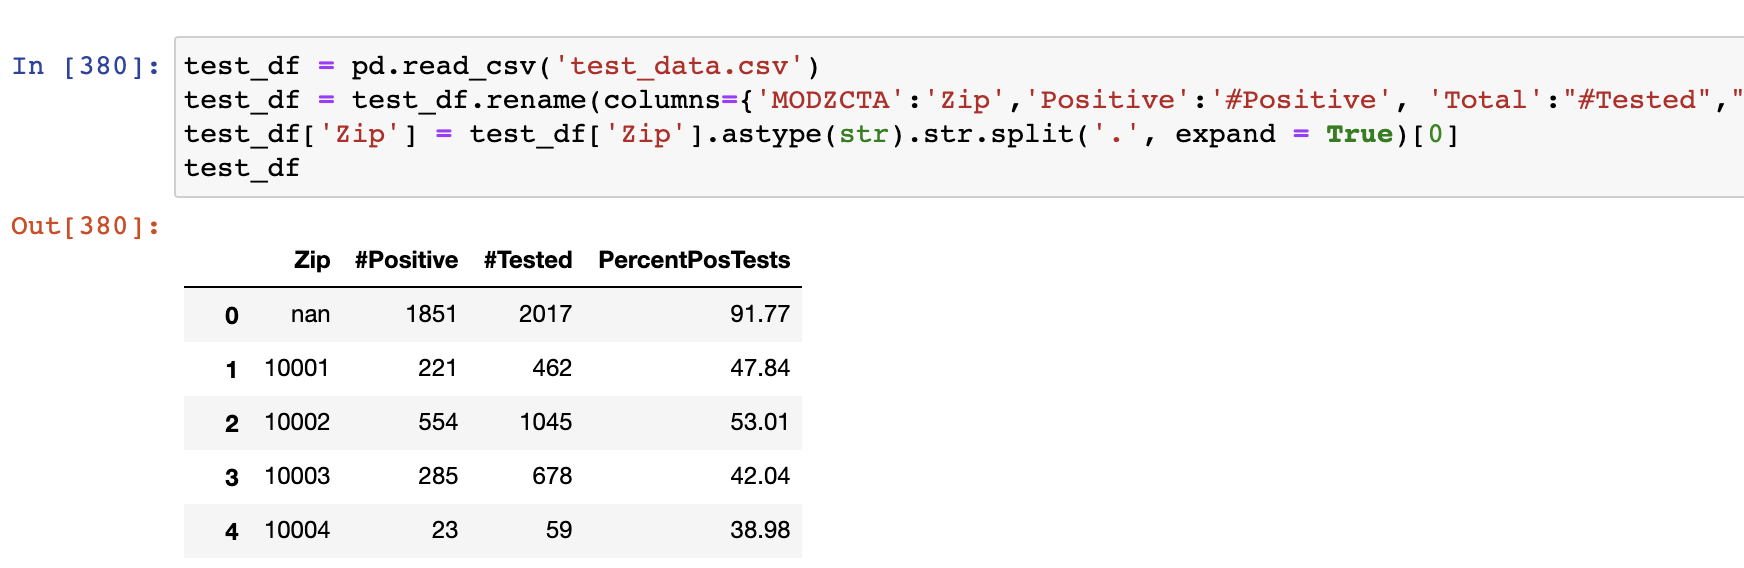 In [380]: test_df = pd.read_csv('test_data.csv')
test_df = test_df.rename(columns={'MODZCTA':'Zip','Positive':'#Positive', 'Total':"#Tested","
test_df['Zip'] = test_df['Zip'].astype(str).str.split('.', expand = True)[0]
test_df
Out[380]:
Zip #Positive #Tested PercentPosTests
0 nan 1851 2017 91.77
1 10001 221 462 47.84
2 10002 554 1045 53.01
3 10003 285 678 42.04
4 10004 23 59 38.98